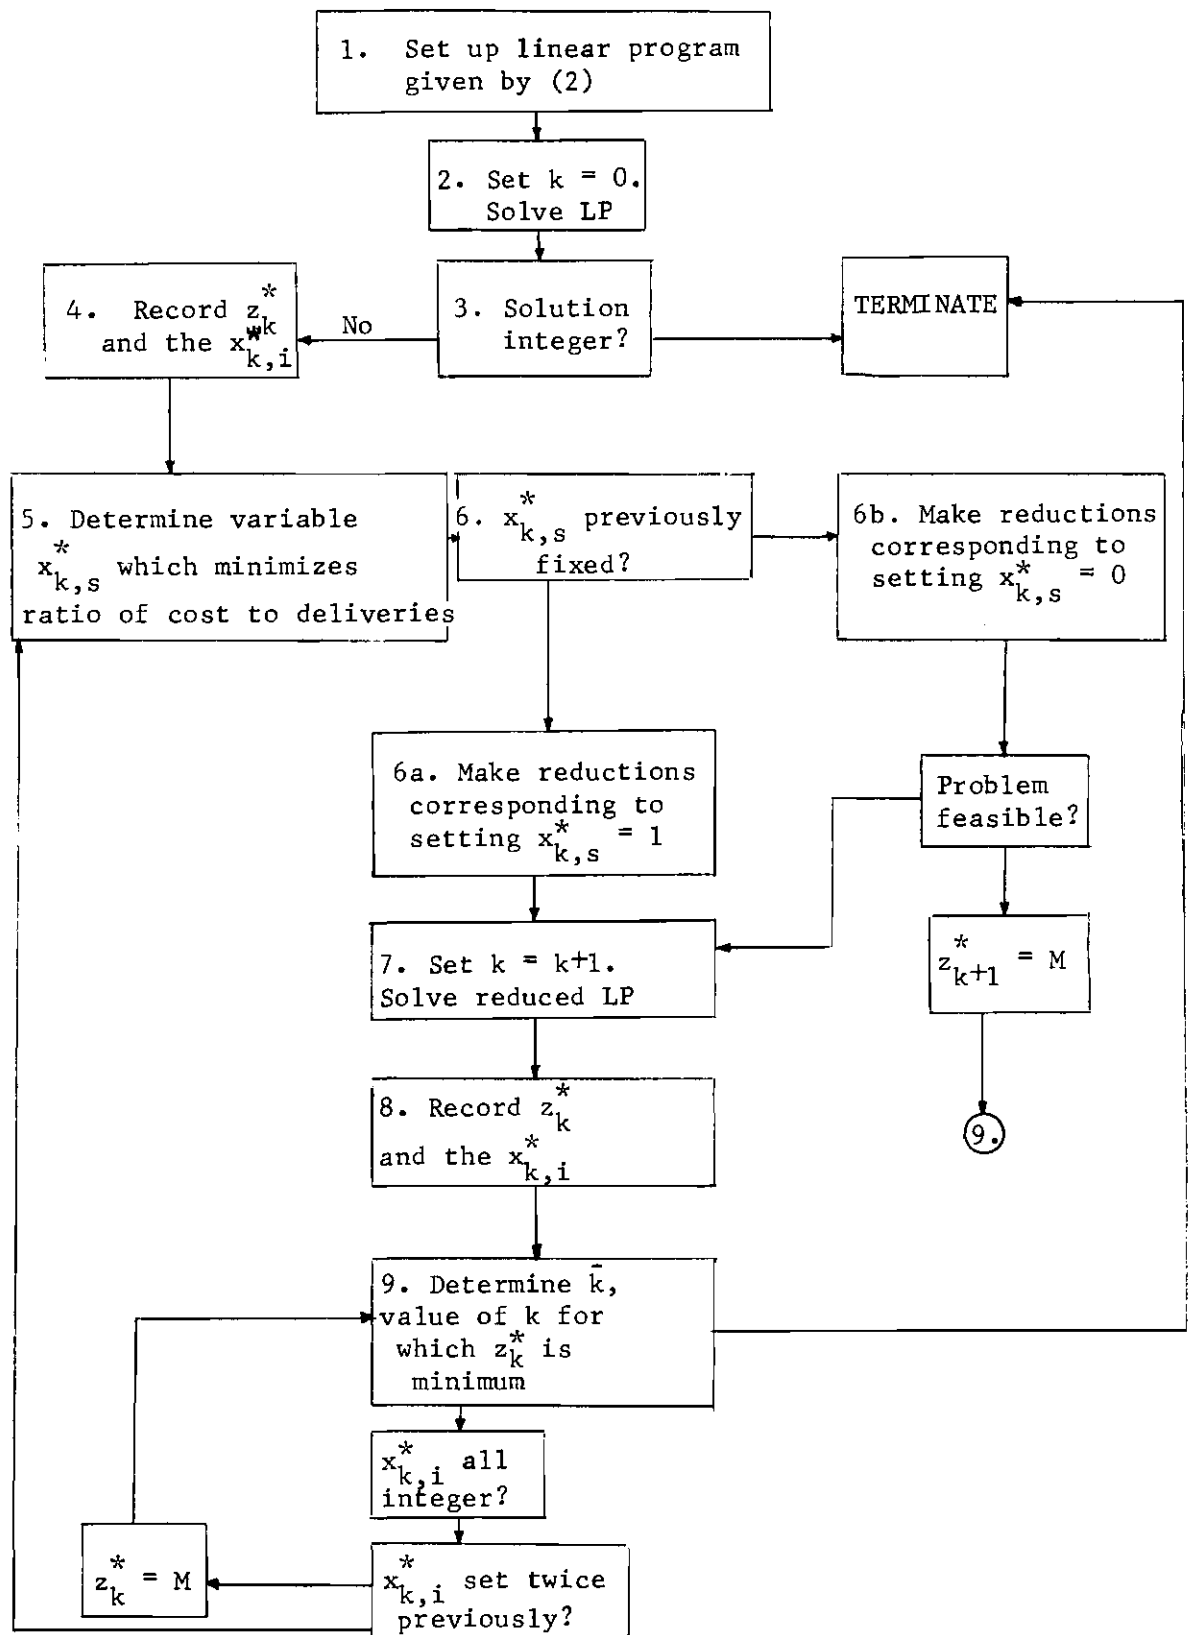 1. Set up linear program
given by (2)
2. Set k = 0.
Solve LP
3. Solution
integer?
No
4. Record z*k
and the x*k,i
TERMINATE
5. Determine variable
x*k,s which minimizes
ratio of cost to deliveries
6. x*k,s previously
fixed?
6b. Make reductions
corresponding to
setting x*k,s = 0
6a. Make reductions
corresponding to
setting x*k,s = 1
Problem
feasible?
7. Set k = k+1.
Solve reduced LP
z*k+1 = M
8. Record z*k
and the x*k,i
9.
9. Determine k̄,
value of k for
which z*k is
minimum
x*k,i all
integer?
z*k = M
x*k,i set twice
previously?